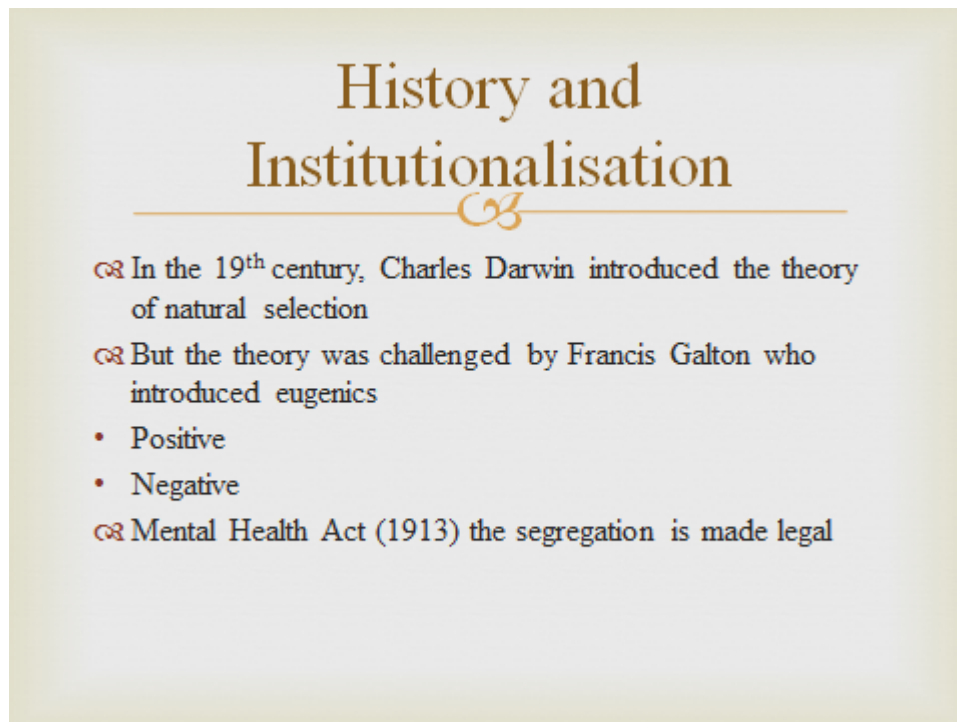 History and
Institutionalisation
In the 19th century, Charles Darwin introduced the theory
of natural selection
But the theory was challenged by Francis Galton who
introduced eugenics
• Positive
• Negative
Mental Health Act (1913) the segregation is made legal